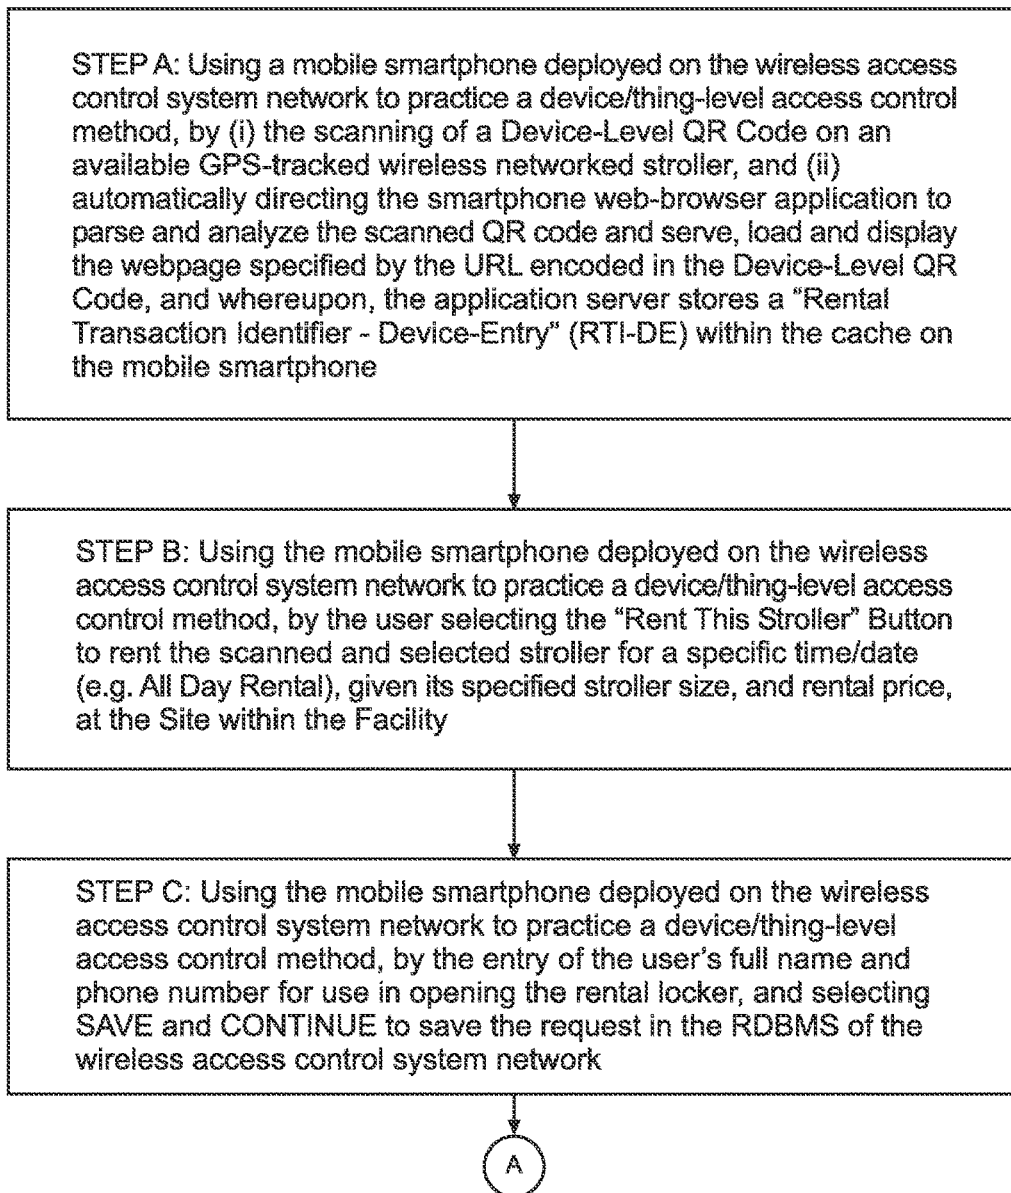 STEP A: Using a mobile smartphone deployed on the wireless access
control system network to practice a device/thing-level access control
method, by (i) the scanning of a Device-Level QR Code on an
available GPS-tracked wireless networked stroller, and (ii)
automatically directing the smartphone web-browser application to
parse and analyze the scanned QR code and serve, load and display
the webpage specified by the URL encoded in the Device-Level QR
Code, and whereupon, the application server stores a “Rental
Transaction Identifier - Device-Entry” (RTI-DE) within the cache on
the mobile smartphone
STEP B: Using the mobile smartphone deployed on the wireless
access control system network to practice a device/thing-level access
control method, by the user selecting the “Rent This Stroller” Button
to rent the scanned and selected stroller for a specific time/date
(e.g. All Day Rental), given its specified stroller size, and rental price,
at the Site within the Facility
STEP C: Using the mobile smartphone deployed on the wireless
access control system network to practice a device/thing-level
access control method, by the entry of the user’s full name and
phone number for use in opening the rental locker, and selecting
SAVE and CONTINUE to save the request in the RDBMS of the
wireless access control system network
A